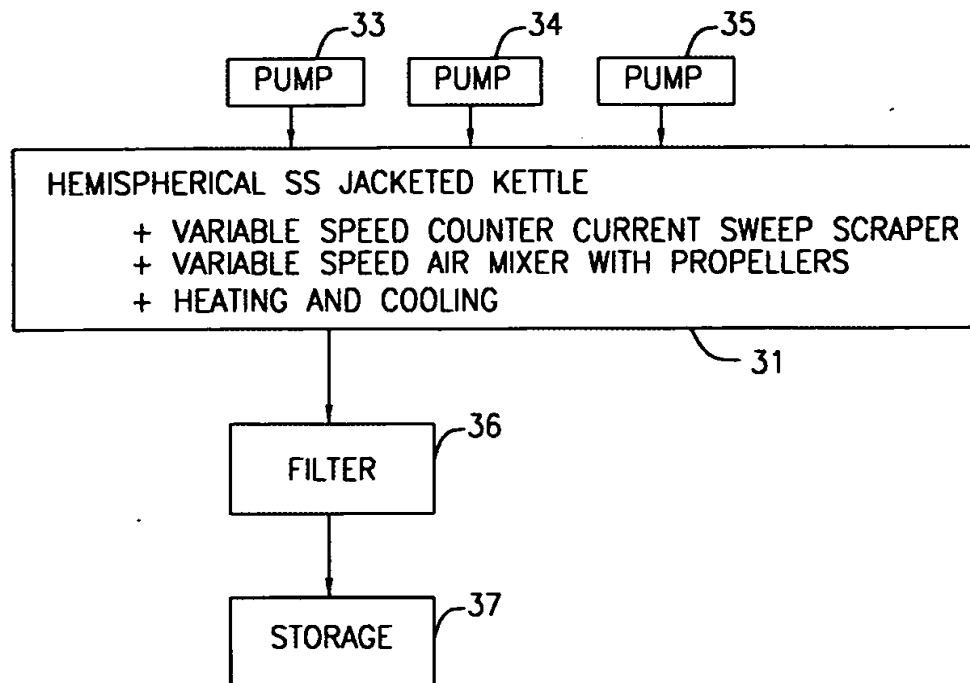 33
34
35
PUMP
PUMP
PUMP
HEMISPHERICAL SS JACKETED KETTLE
+ VARIABLE SPEED COUNTER CURRENT SWEEP SCRAPER
+ VARIABLE SPEED AIR MIXER WITH PROPELLERS
+ HEATING AND COOLING
31
36
FILTER
37
STORAGE